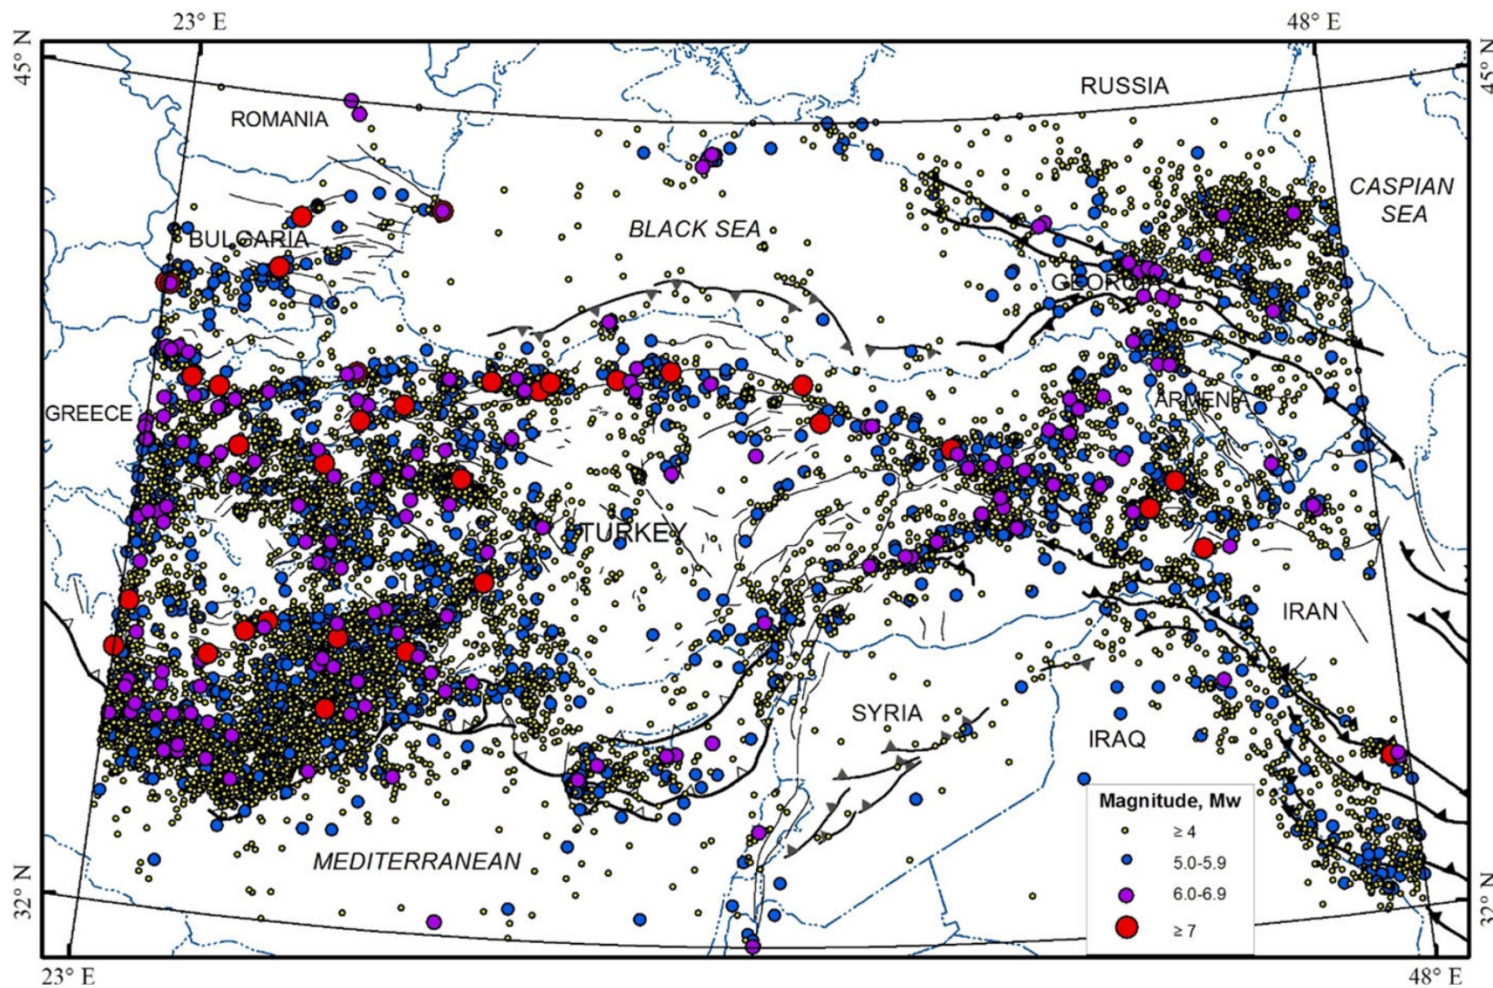 23° E
48° E
45° N
45° N
RUSSIA
ROMANIA
CASPIAN
SEA
BLACK SEA
BULGARIA
GEORGIA
ARMENIA
GREECE
TURKEY
IRAN
SYRIA
IRAQ
Magnitude, Mw
≥ 4
5.0-5.9
6.0-6.9
≥ 7
MEDITERRANEAN
32° N
32° N
23° E
48° E